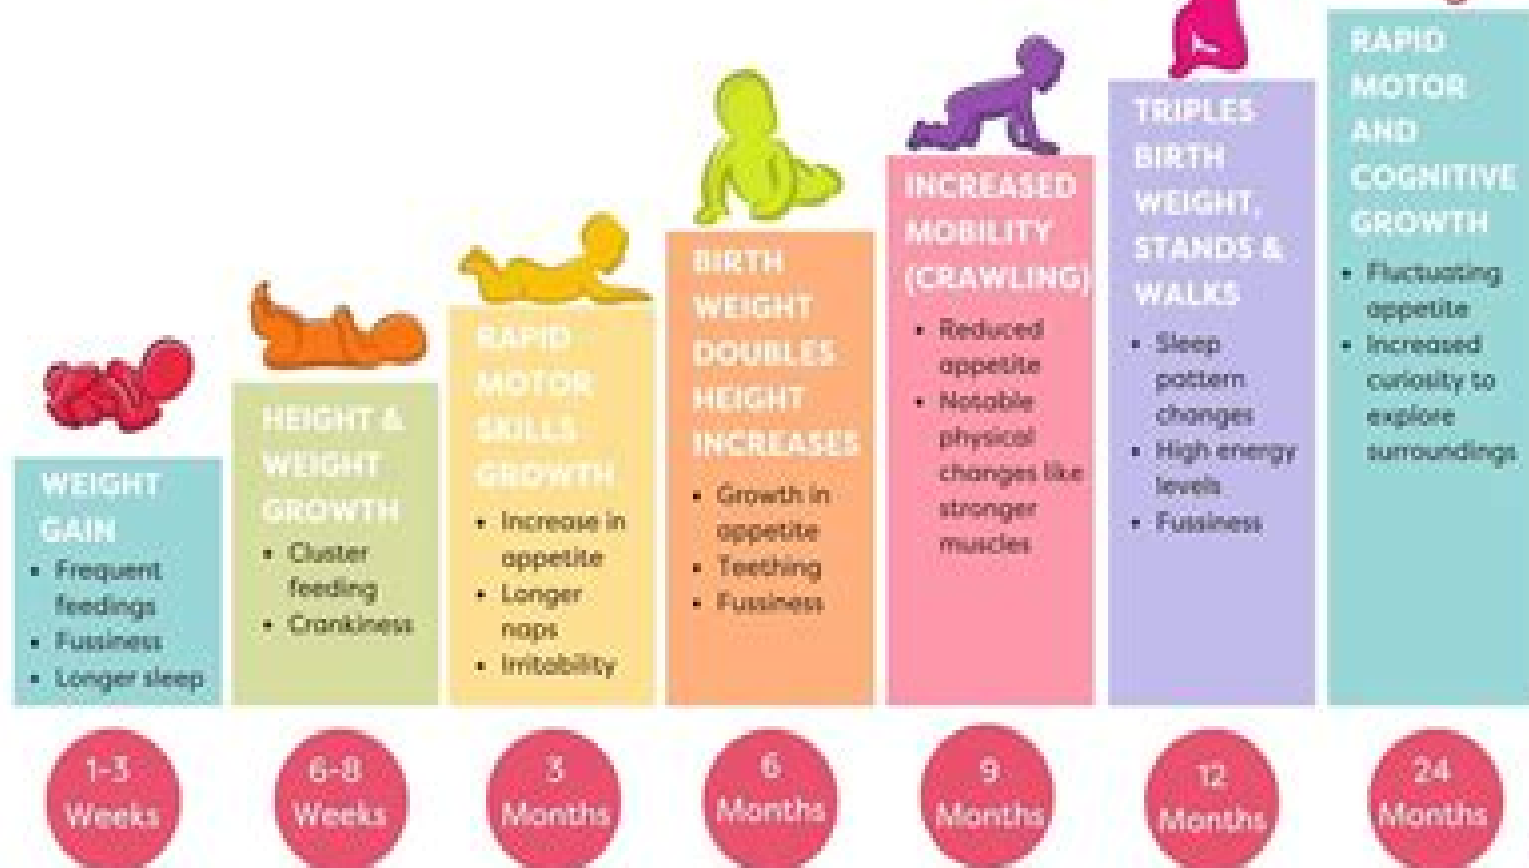 WEIGHT
GAIN
• Frequent
feedings
• Fussiness
• Longer sleep
1-3
Weeks
HEIGHT &
WEIGHT
GROWTH
• Cluster
feeding
• Crankiness
6-8
Weeks
RAPID
MOTOR
SKILLS
GROWTH
• Increase in
appetite
• Longer
naps
• Irritability
3
Months
BIRTH
WEIGHT
DOUBLES
HEIGHT
INCREASES
• Growth in
appetite
• Teething
• Fussiness
6
Months
INCREASED
MOBILITY
(CRAWLING)
• Reduced
appetite
• Notable
physical
changes like
stronger
muscles
9
Months
TRIPLES
BIRTH
WEIGHT,
STANDS &
WALKS
• Sleep
pattern
changes
• High energy
levels
• Fussiness
12
Months
RAPID
MOTOR
AND
COGNITIVE
GROWTH
• Fluctuating
appetite
• Increased
curiosity to
explore
surroundings
24
Months